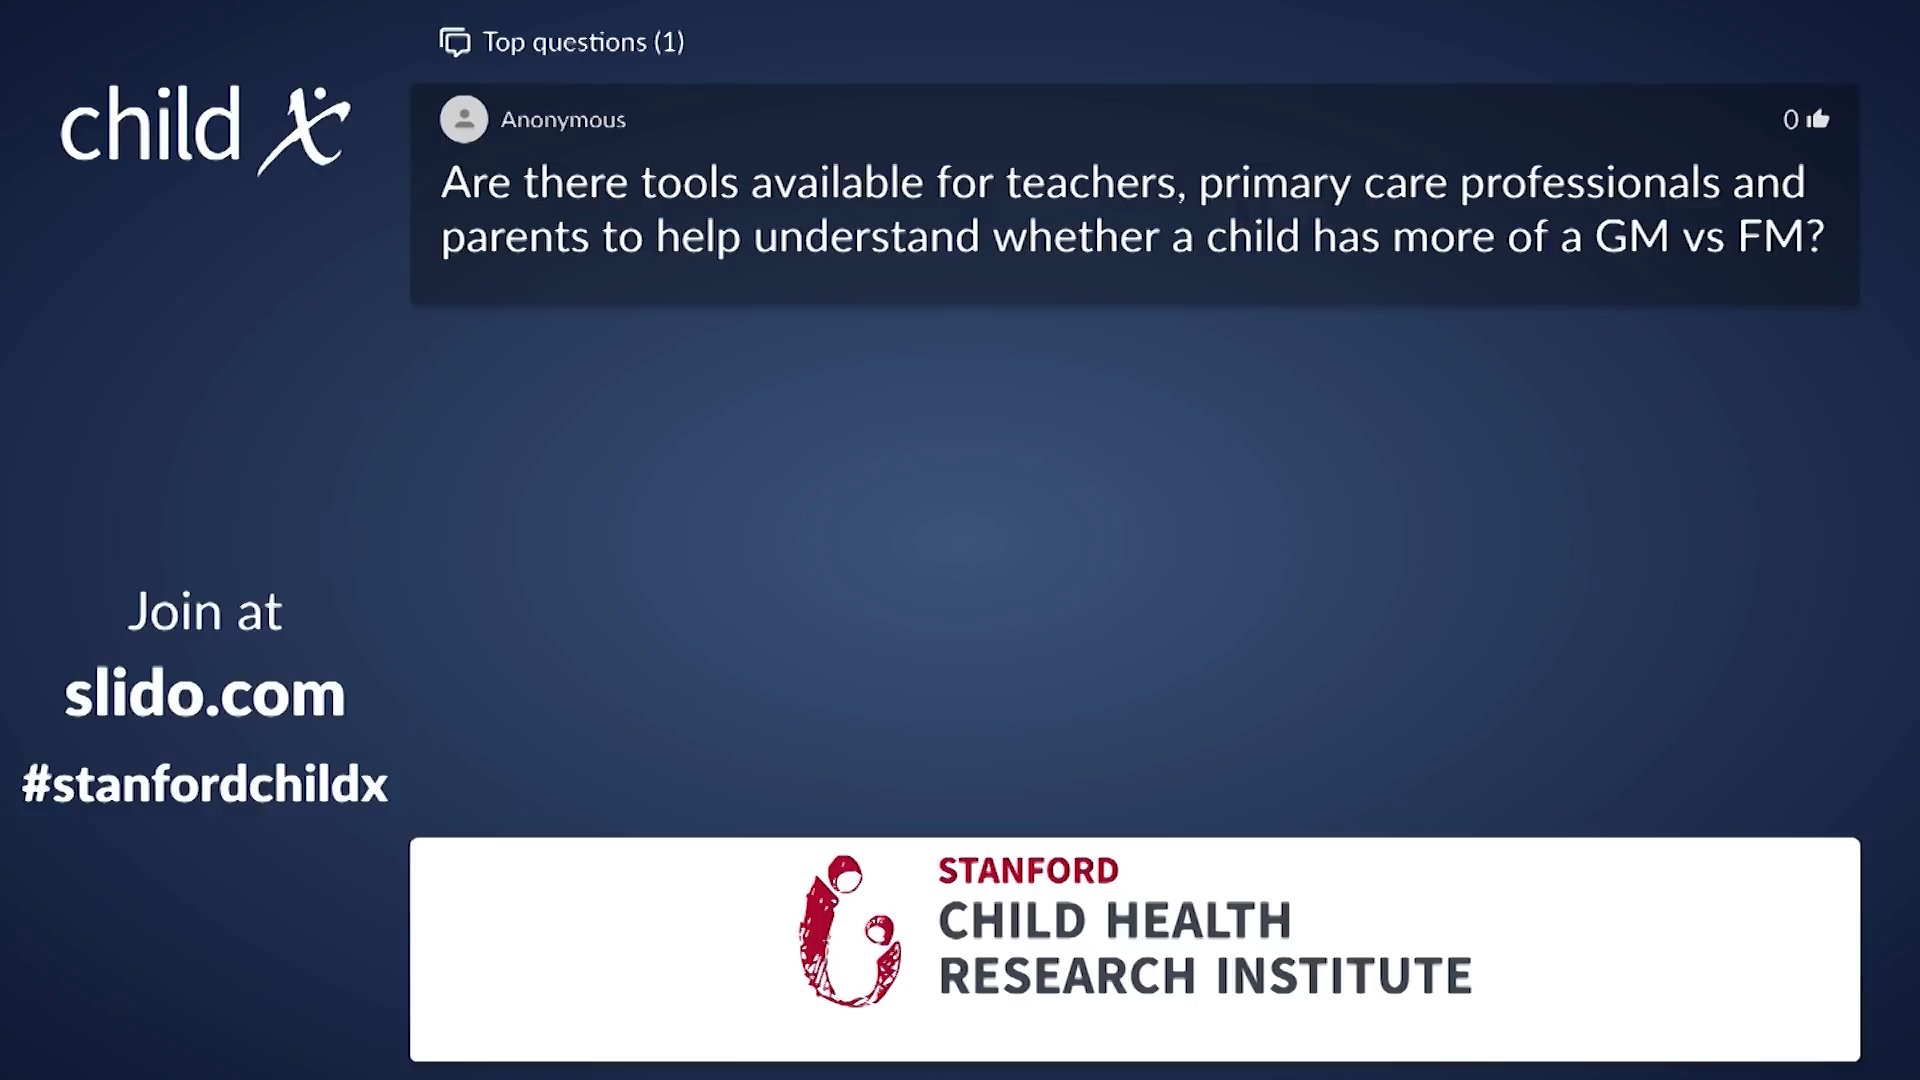 Top questions (1)
child x
Anonymous
0
Are there tools available for teachers, primary care professionals and
parents to help understand whether a child has more of a GM vs FM?
Join at
slido.com
#stanfordchildx
STANFORD
CHILD HEALTH
RESEARCH INSTITUTE